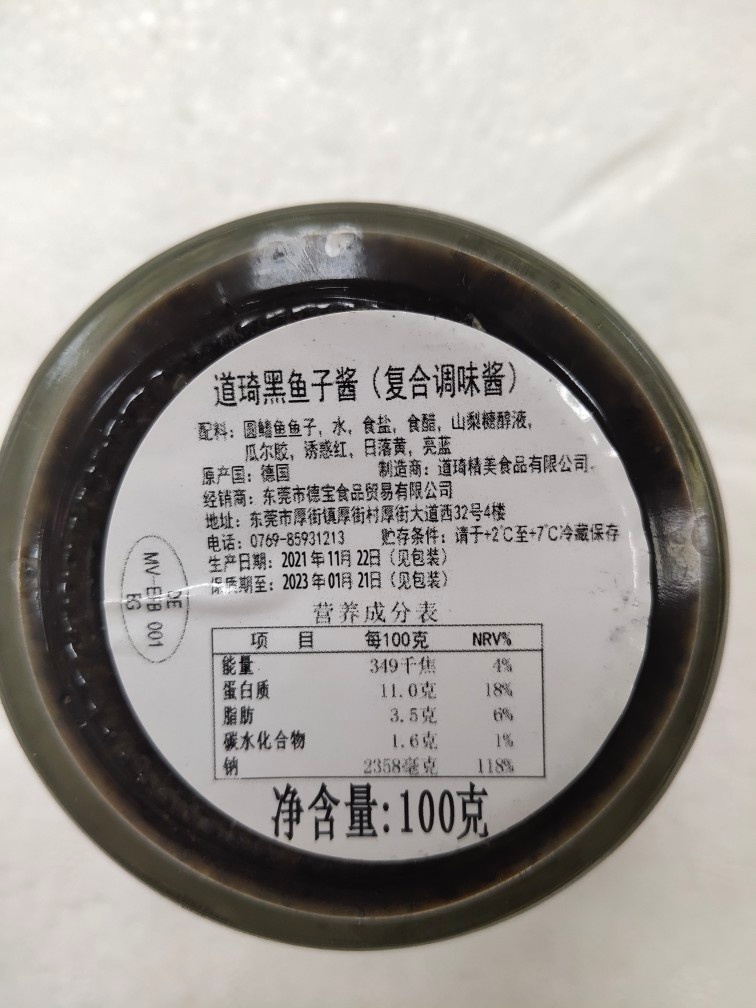 道琦黑鱼子酱（复合调味酱）
配料：圆鳍鱼鱼子，水，食盐，食醋，山梨糖醇液，
瓜尔胶，诱惑红，日落黄，亮蓝
原产国：德国 制造商：道琦精美食品有限公司.
经销商：东莞市德宝食品贸易有限公司
地址：东莞市厚街镇厚街村厚街大道西32号4楼
电话：0769-85931213 贮存条件：请于+2℃至+7℃冷藏保存
生产日期：2021年11月22日（见包装）
保质期至：2023年01月21日（见包装）
DE
MV-EVB 001
EG
营养成分表
项 目 每100克 NRV%
能量 349千焦 4%
蛋白质 11.0克 18%
脂肪 3.5克 6%
碳水化合物 1.6克 1%
钠 2358毫克 118%
净含量:100克